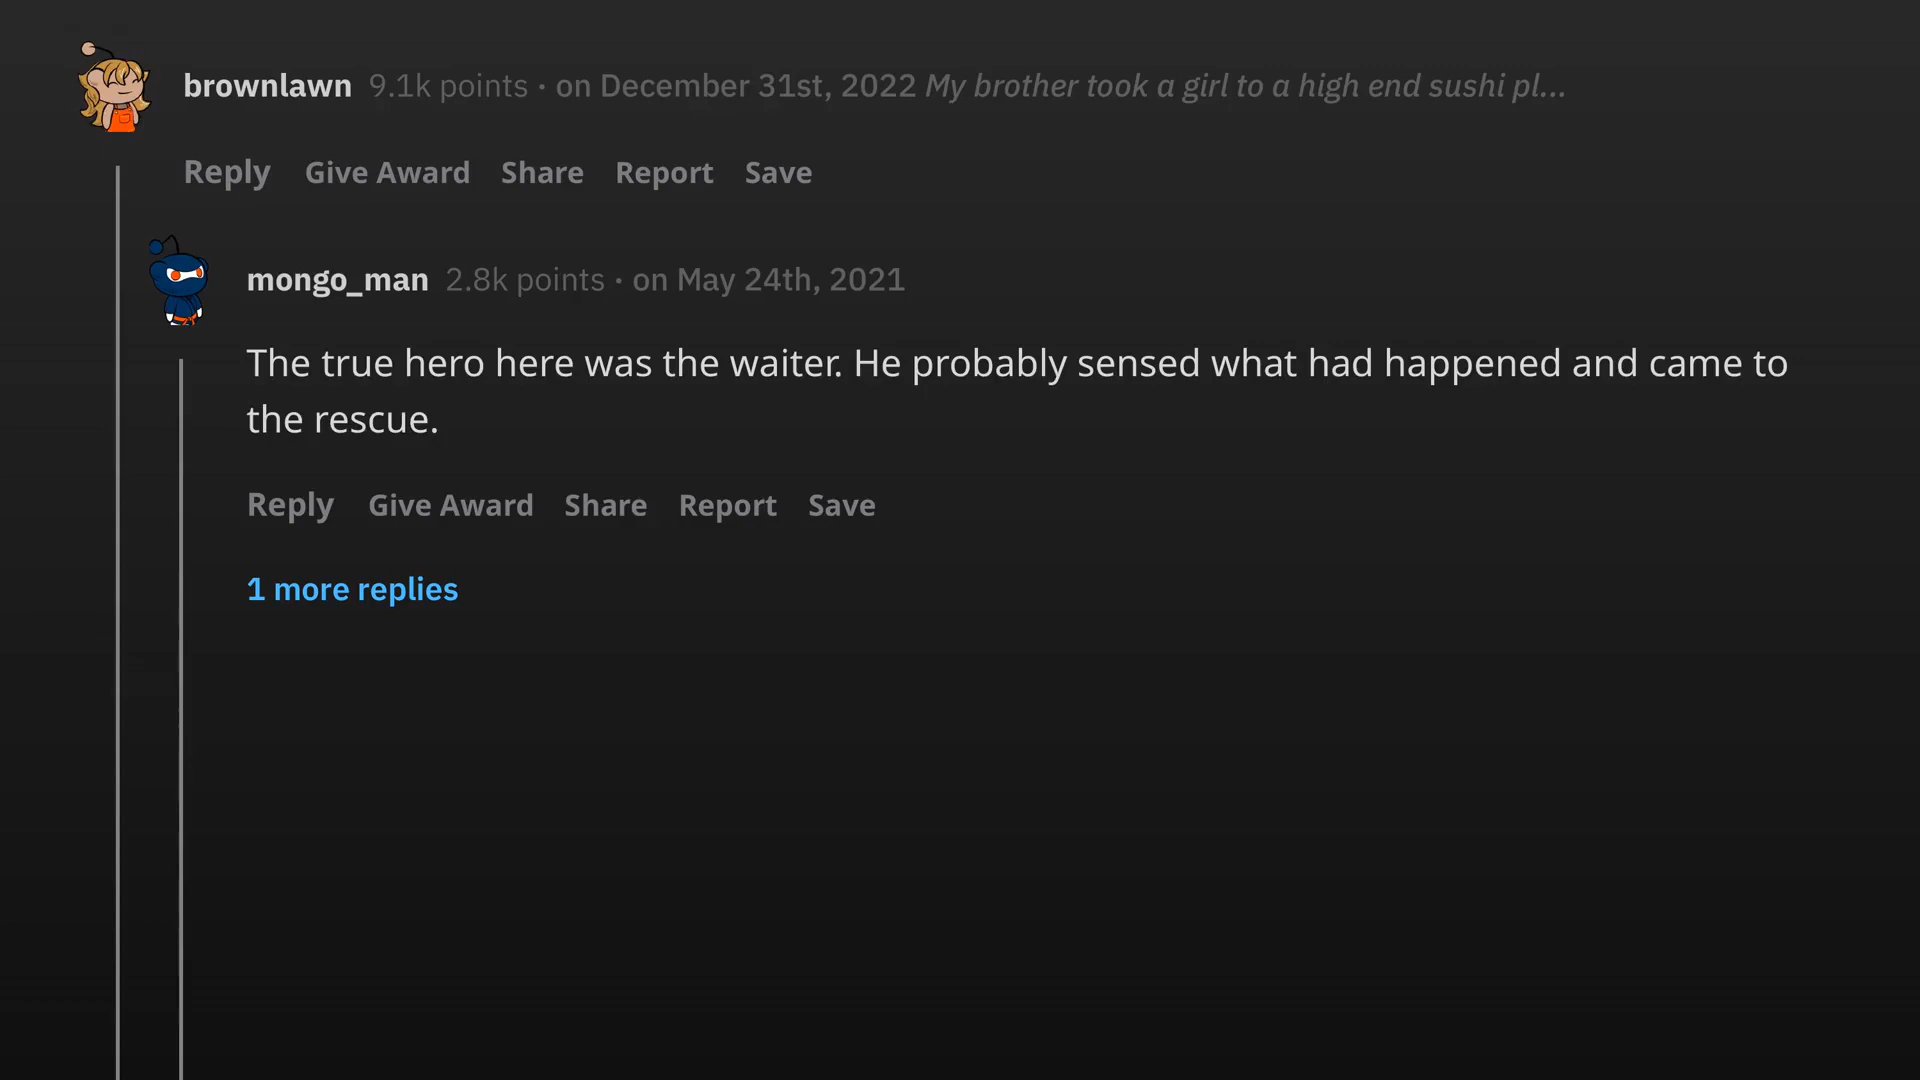 brownlawn 9.1k points · on December 31st, 2022 My brother took a girl to a high end sushi pl...
Reply Give Award Share Report Save
mongo_man 2.8k points · on May 24th, 2021
The true hero here was the waiter. He probably sensed what had happened and came to
the rescue.
Reply Give Award Share Report Save
1 more replies